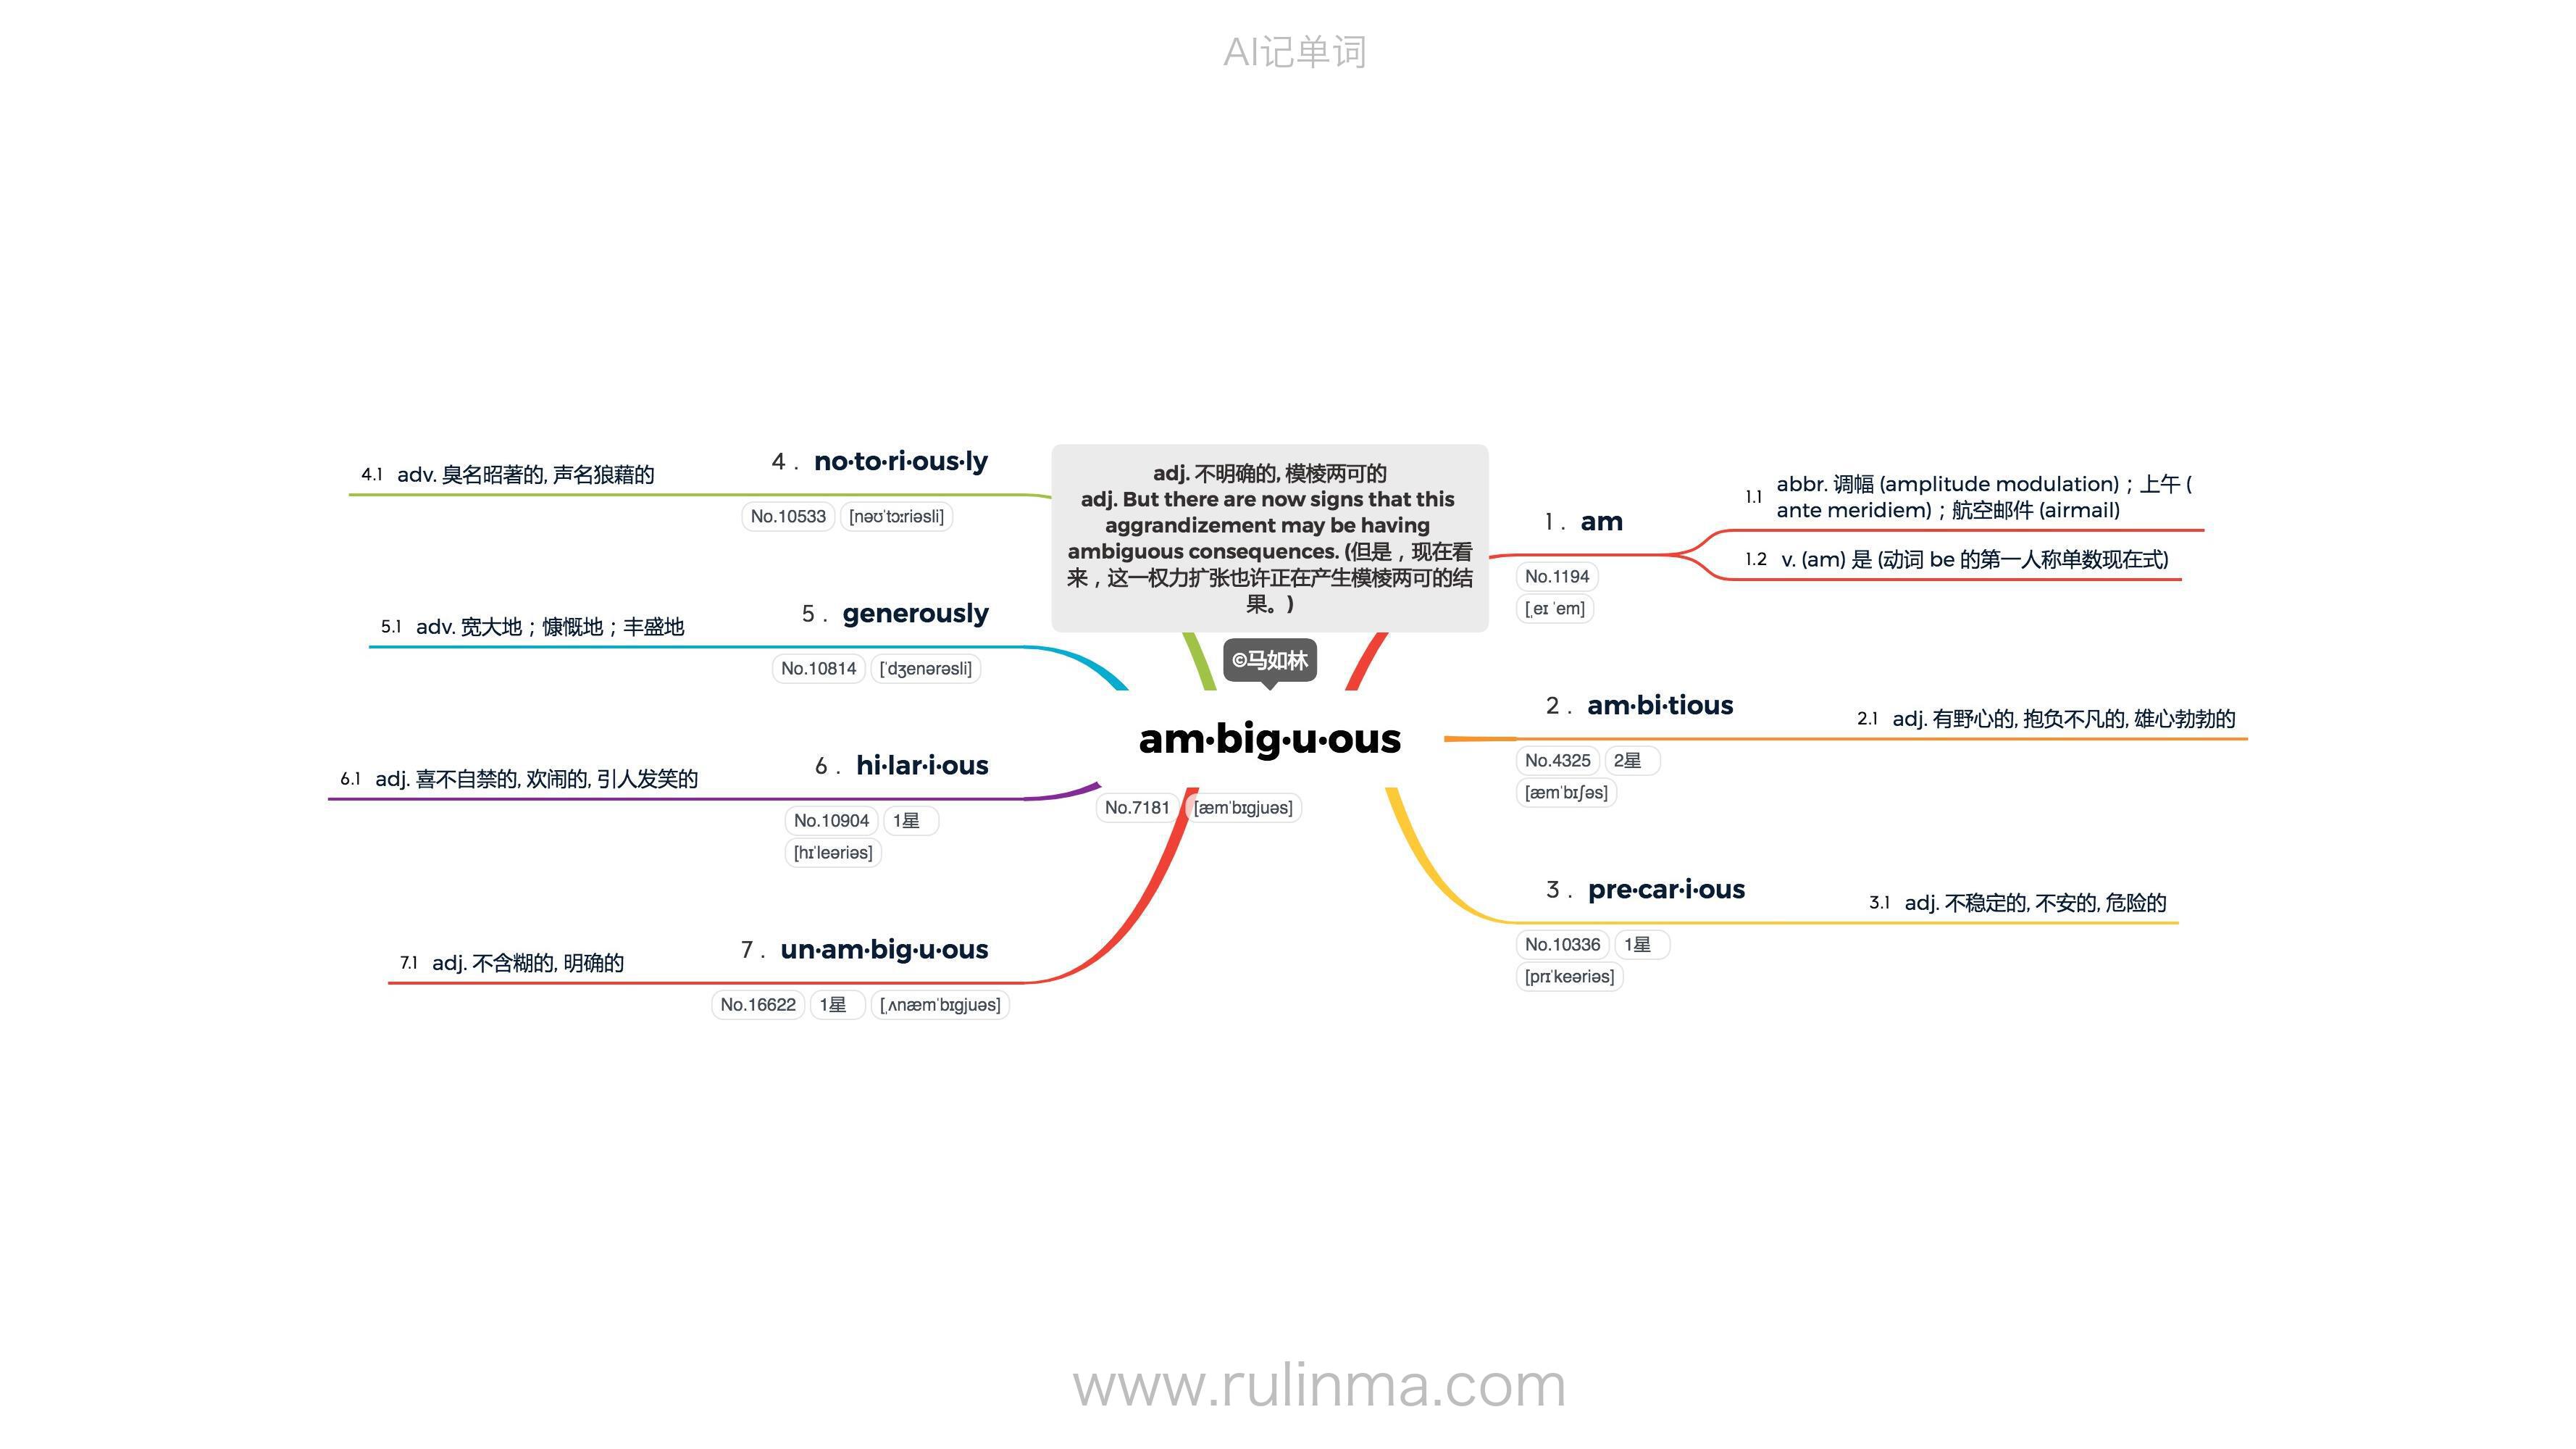 AI记单词
adj. 不明确的, 模棱两可的
adj. But there are now signs that this
aggrandizement may be having
ambiguous consequences. (但是，现在看
来，这一权力扩张也许正在产生模棱两可的结
果。)
©马如林
am·big·u·ous
No.7181 [æmˈbɪgjuəs]
1. am
No.1194
[ˌeɪ ˈem]
1.1 abbr. 调幅 (amplitude modulation)；上午 (
ante meridiem)；航空邮件 (airmail)
1.2 v. (am) 是 (动词 be 的第一人称单数现在式)
2. am·bi·tious
No.4325 2星
[æmˈbɪʃəs]
2.1 adj. 有野心的, 抱负不凡的, 雄心勃勃的
3. pre·car·i·ous
No.10336 1星
[prɪˈkeəriəs]
3.1 adj. 不稳定的, 不安的, 危险的
4. no·to·ri·ous·ly
No.10533 [nəʊˈtɔːriəsli]
4.1 adv. 臭名昭著的, 声名狼藉的
5. generously
No.10814 [ˈdʒenərəsli]
5.1 adv. 宽大地；慷慨地；丰盛地
6. hi·lar·i·ous
No.10904 1星
[hɪˈleəriəs]
6.1 adj. 喜不自禁的, 欢闹的, 引人发笑的
7. un·am·big·u·ous
No.16622 1星 [ˌʌnæmˈbɪgjuəs]
7.1 adj. 不含糊的, 明确的
www.rulinma.com